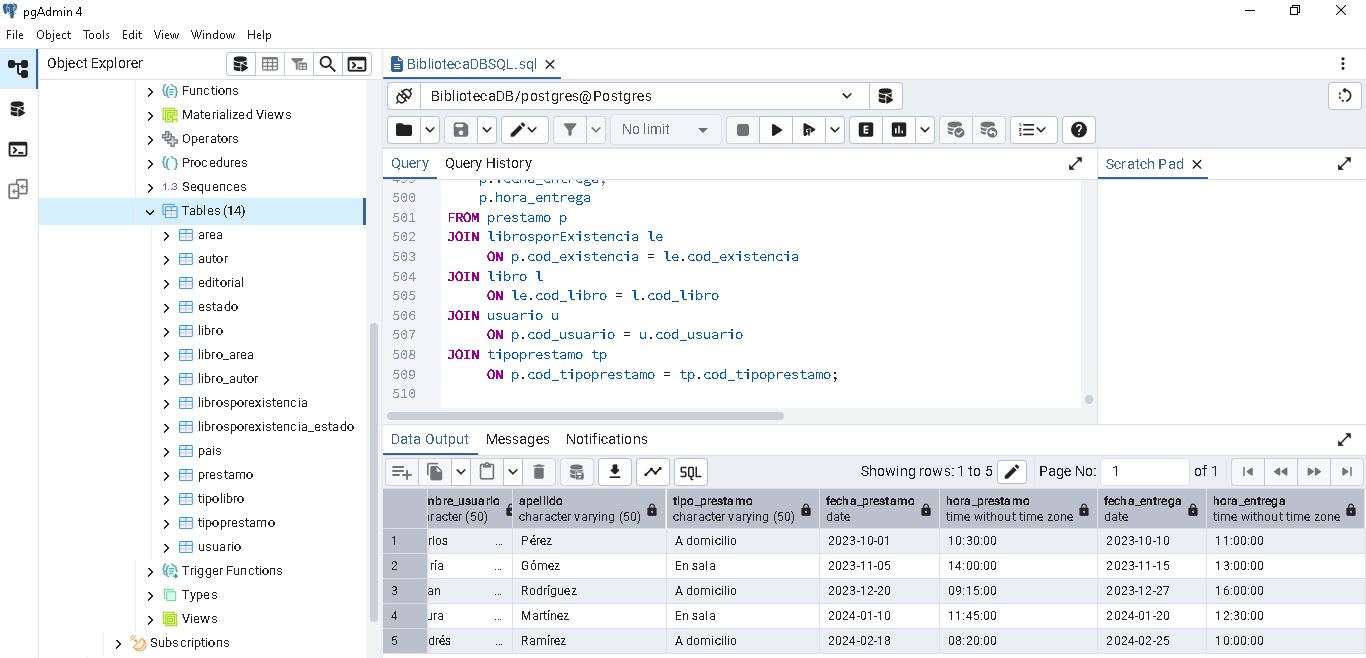 pgAdmin 4
File Object Tools Edit View Window Help
Object Explorer
Functions
Materialized Views
Operators
Procedures
1.3 Sequences
Tables (14)
area
autor
editorial
estado
libro
libro_area
libro_autor
librosporexistencia
librosporexistencia_estado
pais
prestamo
tipolibro
tipoprestamo
usuario
Trigger Functions
Types
Views
Subscriptions
BibliotecaDBSQL.sql
BibliotecaDB/postgres@Postgres
No limit
E
Query Query History
Scratch Pad
499 p.fecha_entrega,
500 p.hora_entrega
501 FROM prestamo p
502 JOIN librosporExistencia le
503 ON p.cod_existencia = le.cod_existencia
504 JOIN libro l
505 ON le.cod_libro = l.cod_libro
506 JOIN usuario u
507 ON p.cod_usuario = u.cod_usuario
508 JOIN tipoprestamo tp
509 ON p.cod_tipoprestamo = tp.cod_tipoprestamo;
510
Data Output Messages Notifications
SQL Showing rows: 1 to 5 Page No: 1 of 1
mbre_usuario apellido tipo_prestamo fecha_prestamo hora_prestamo fecha_entrega hora_entrega
racter (50) character varying (50) character varying (50) date time without time zone date time without time zone
1 rlos ... Pérez A domicilio 2023-10-01 10:30:00 2023-10-10 11:00:00
2 ría ... Gómez En sala 2023-11-05 14:00:00 2023-11-15 13:00:00
3 an ... Rodríguez A domicilio 2023-12-20 09:15:00 2023-12-27 16:00:00
4 ura ... Martínez En sala 2024-01-10 11:45:00 2024-01-20 12:30:00
5 drés ... Ramírez A domicilio 2024-02-18 08:20:00 2024-02-25 10:00:00